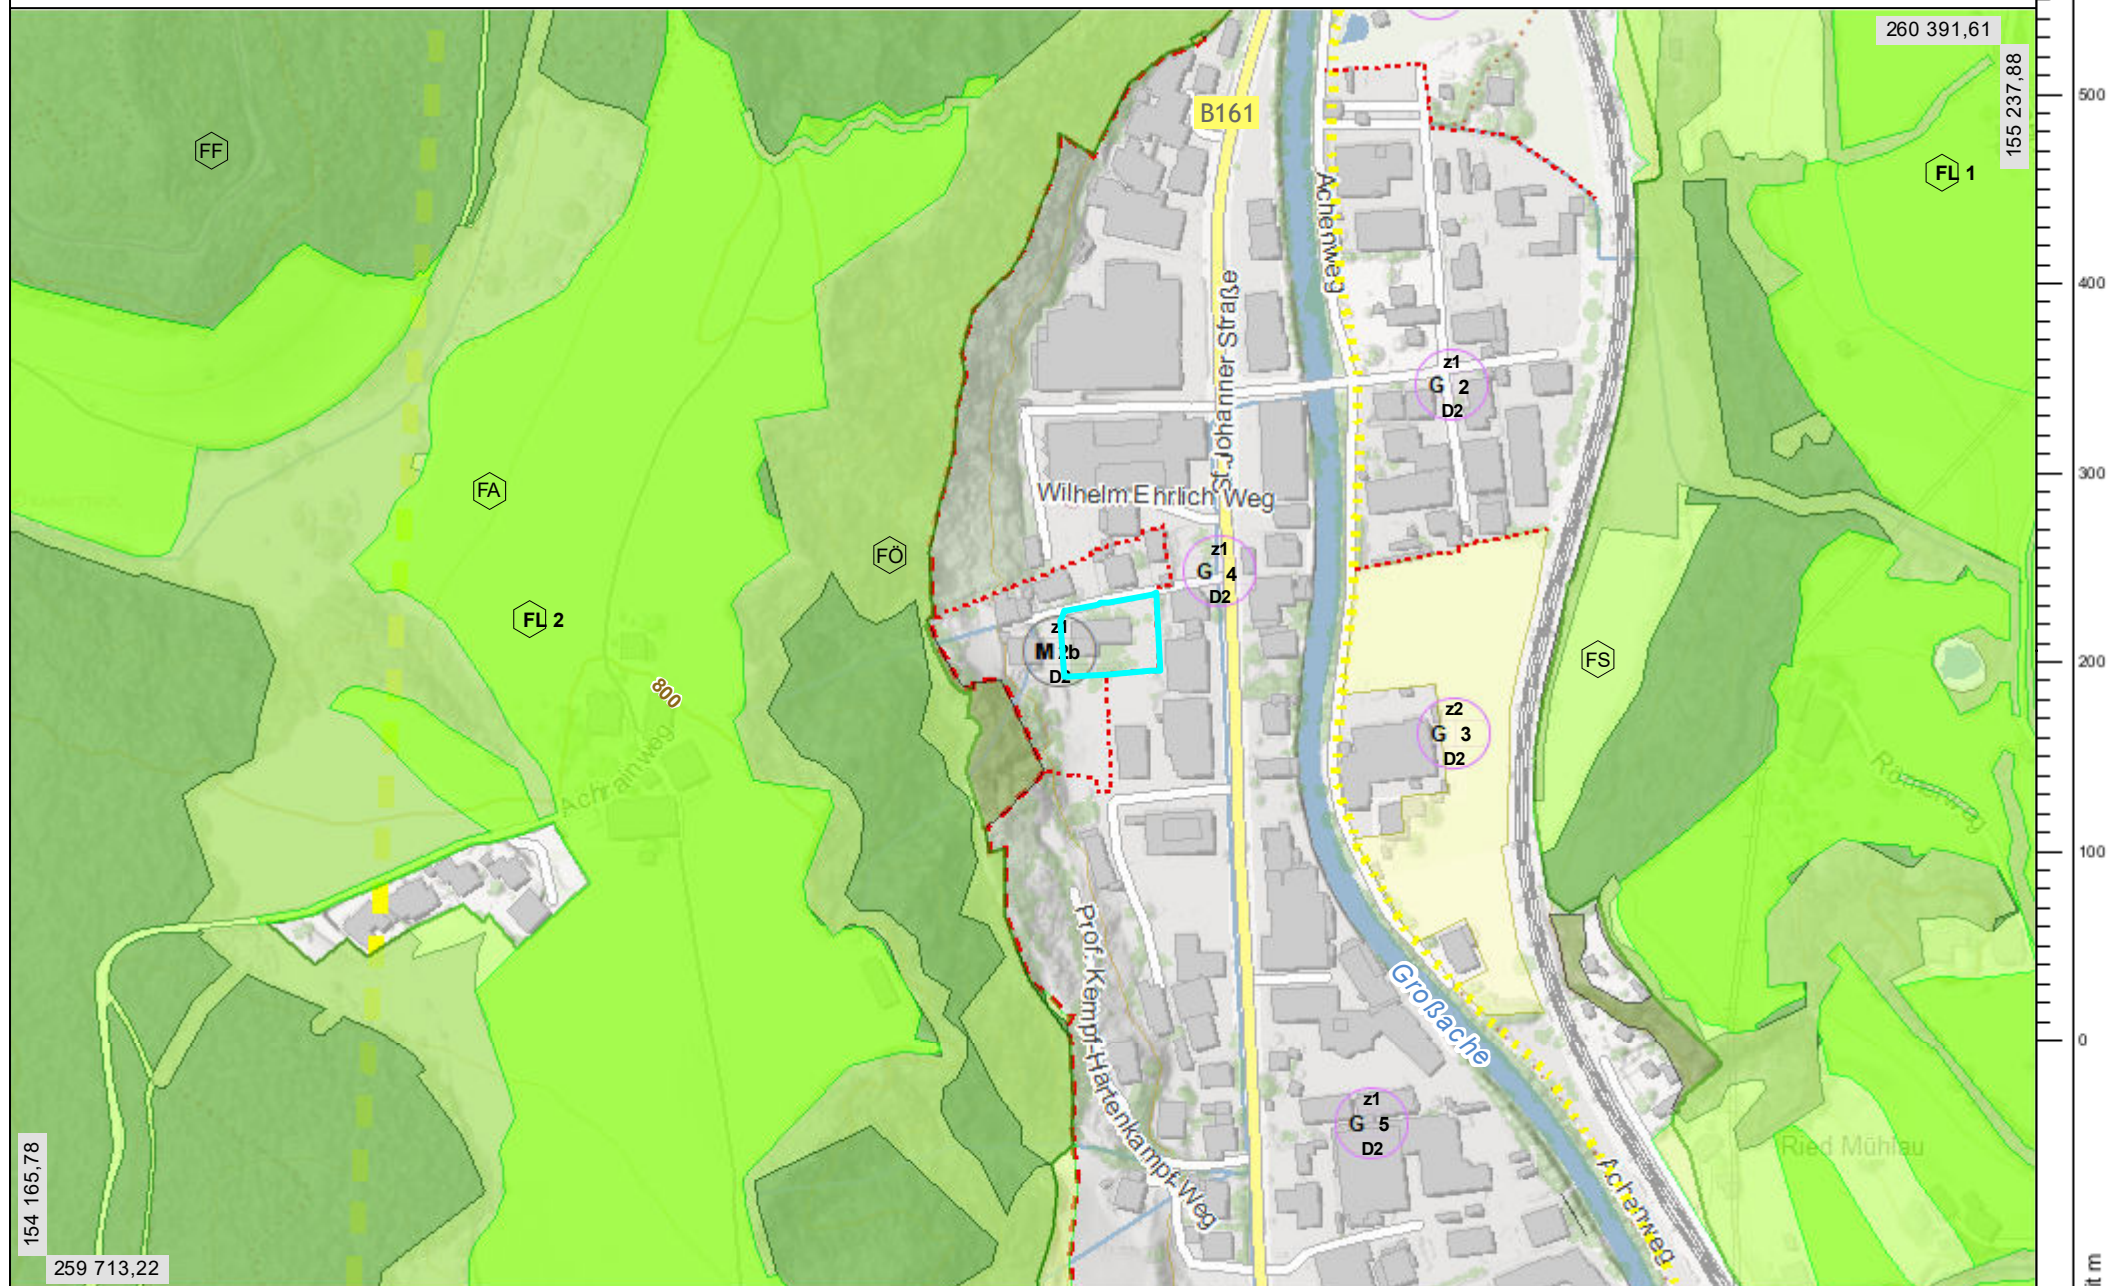 260 391,61
155 237,88
500
B161
FF
FL 1
Achenweg
400
St. Johanner-Straße
z1
G 2
D2
300
FA
Wilhelm Ehrlich Weg
FÖ
z1
G 4
D2
FL 2
z1
M 2b
D2
200
FS
800
z2
G 3
D2
Achrainweg
Römerweg
100
Prof. Kempf-Hartenkampf-Weg
Großache
0
z1
G 5
D2
Ried Mühlau
Achenweg
154 165,78
259 713,22
it m